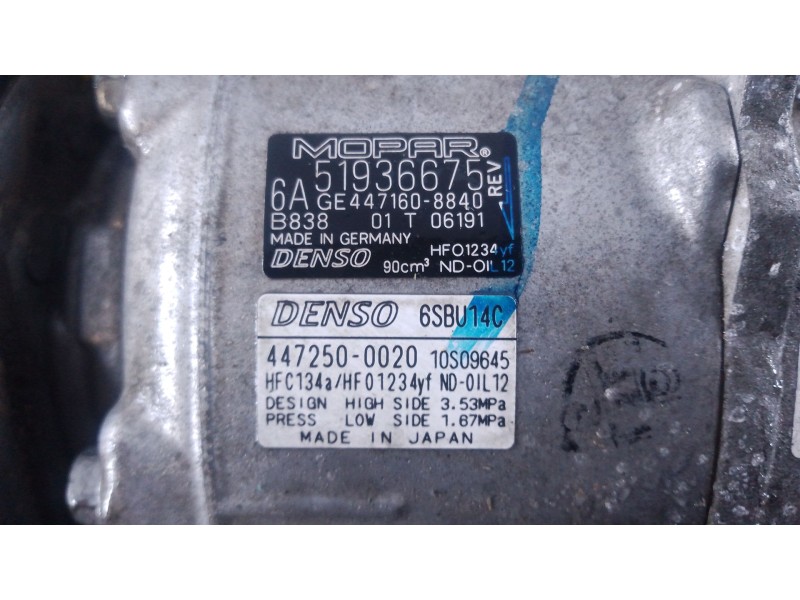 MOPAR®
6A 51936675 REV
GE447160-8840
B838 01 T 06191
MADE IN GERMANY HFO1234yf
DENSO 90cm³ ND-OIL12
DENSO 6SBU14C
447250-0020 10S09645
HFC134a/HFO1234yf ND-OIL12
DESIGN HIGH SIDE 3.53MPa
PRESS LOW SIDE 1.67MPa
MADE IN JAPAN